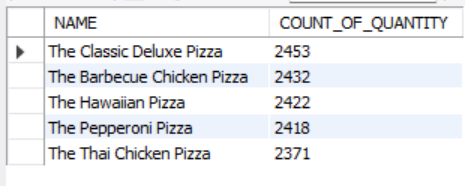 NAME COUNT_OF_QUANTITY
The Classic Deluxe Pizza 2453
The Barbecue Chicken Pizza 2432
The Hawaiian Pizza 2422
The Pepperoni Pizza 2418
The Thai Chicken Pizza 2371